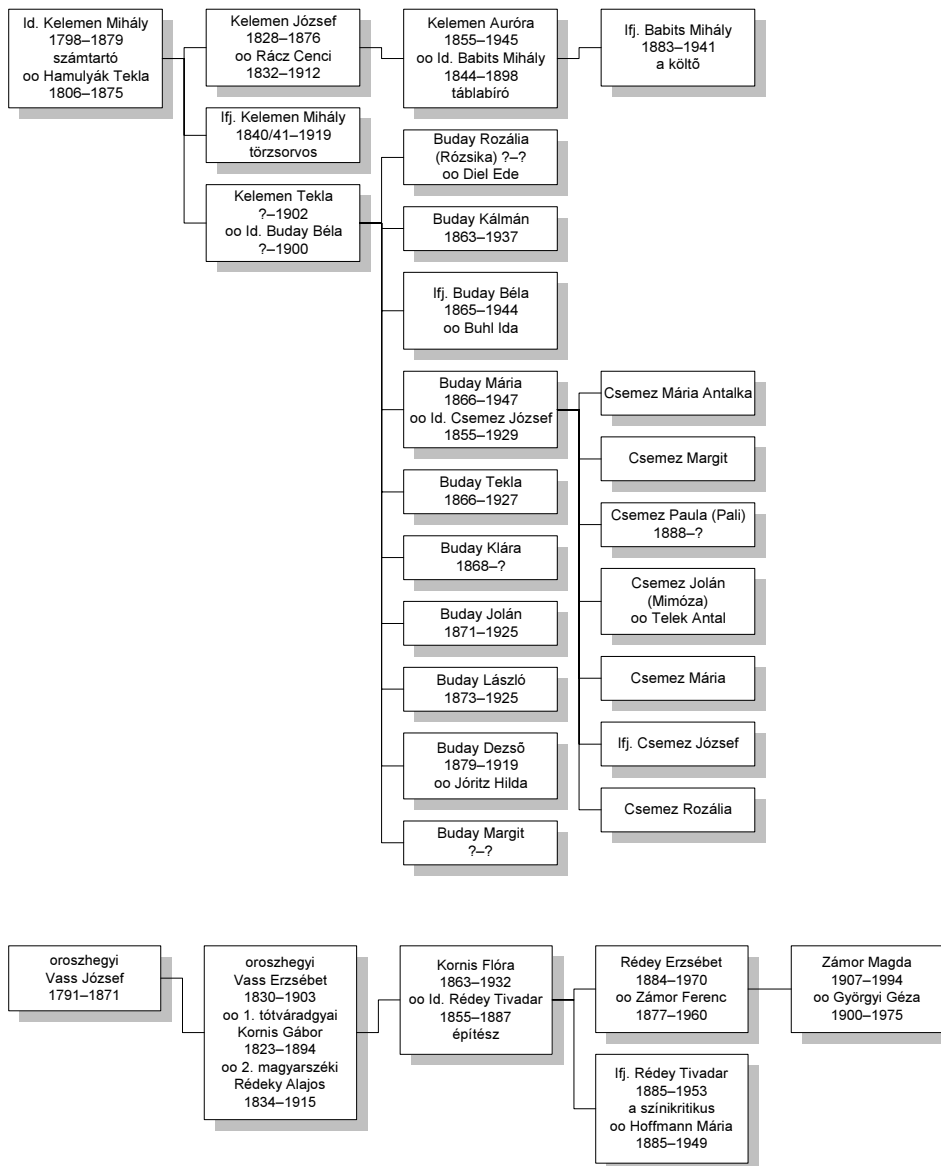 Id. Kelemen Mihály
1798–1879
számtartó
oo Hamulyák Tekla
1806–1875
Kelemen József
1828–1876
oo Rácz Cenci
1832–1912
Kelemen Auróra
1855–1945
oo Id. Babits Mihály
1844–1898
táblabíró
Ifj. Babits Mihály
1883–1941
a költõ
Ifj. Kelemen Mihály
1840/41–1919
törzsorvos
Kelemen Tekla
?–1902
oo Id. Buday Béla
?–1900
Buday Rozália
(Rózsika) ?–?
oo Diel Ede
Buday Kálmán
1863–1937
Ifj. Buday Béla
1865–1944
oo Buhl Ida
Buday Mária
1866–1947
oo Id. Csemez József
1855–1929
Buday Tekla
1866–1927
Buday Klára
1868–?
Buday Jolán
1871–1925
Buday László
1873–1925
Buday Dezsõ
1879–1919
oo Jóritz Hilda
Buday Margit
?–?
Csemez Mária Antalka
Csemez Margit
Csemez Paula (Pali)
1888–?
Csemez Jolán
(Mimóza)
oo Telek Antal
Csemez Mária
Ifj. Csemez József
Csemez Rozália
oroszhegyi
Vass József
1791–1871
oroszhegyi
Vass Erzsébet
1830–1903
oo 1. tótváradgyai
Kornis Gábor
1823–1894
oo 2. magyarszéki
Rédeky Alajos
1834–1915
Kornis Flóra
1863–1932
oo Id. Rédey Tivadar
1855–1887
építész
Rédey Erzsébet
1884–1970
oo Zámor Ferenc
1877–1960
Zámor Magda
1907–1994
oo Györgyi Géza
1900–1975
Ifj. Rédey Tivadar
1885–1953
a színikritikus
oo Hoffmann Mária
1885–1949